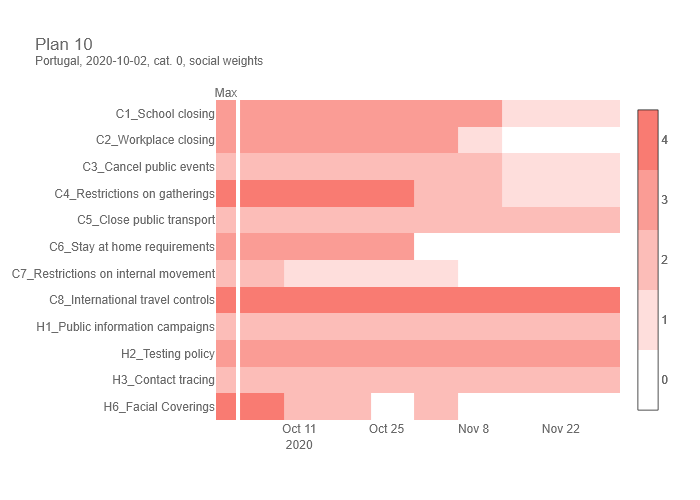 Plan 10
Portugal, 2020-10-02, cat. 0, social weights
Max
C1_School closing
C2_Workplace closing
C3_Cancel public events
C4_Restrictions on gatherings
C5_Close public transport
C6_Stay at home requirements
C7_Restrictions on internal movement
C8_International travel controls
H1_Public information campaigns
H2_Testing policy
H3_Contact tracing
H6_Facial Coverings
Oct 11 Oct 25 Nov 8 Nov 22
2020
4
3
2
1
0